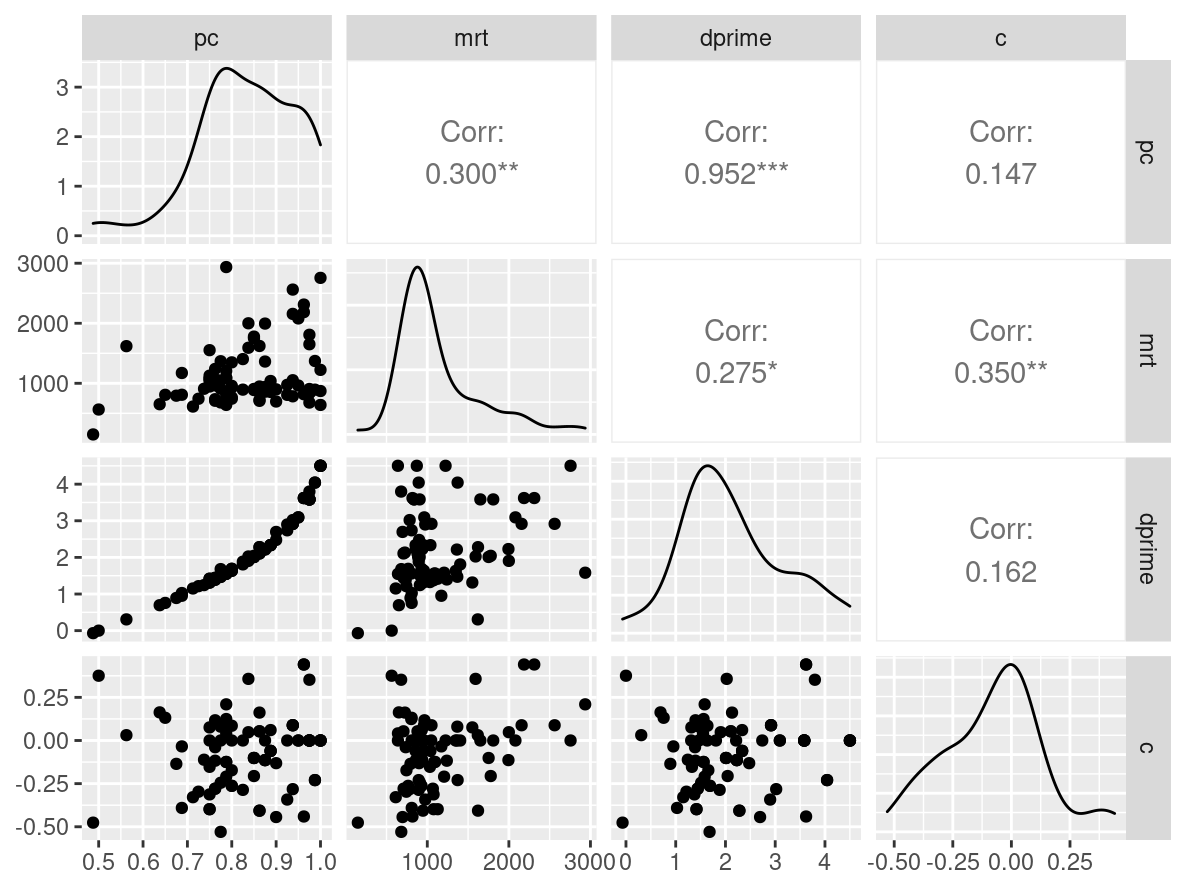 pc mrt dprime c
3
2
1
0
Corr:
0.300**
Corr:
0.952***
Corr:
0.147
pc
3000
2000
1000
Corr:
0.275*
Corr:
0.350**
mrt
4
3
2
1
0
Corr:
0.162
dprime
0.25
0.00
-0.25
-0.50
c
0.5 0.6 0.7 0.8 0.9 1.0 1000 2000 3000 0 1 2 3 4 -0.50 -0.25 0.00 0.25